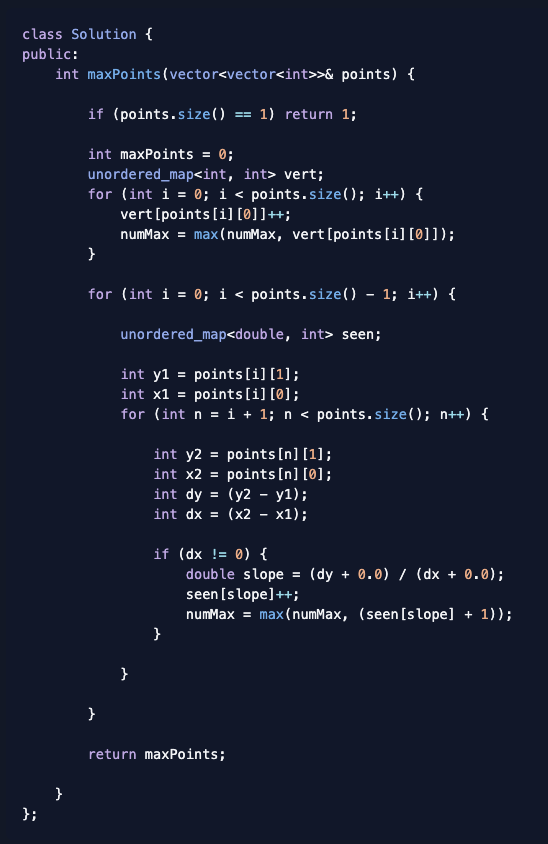 class Solution {
public:
    int maxPoints(vector<vector<int>>& points) {
        if (points.size() == 1) return 1;
        int maxPoints = 0;
        unordered_map<int, int> vert;
        for (int i = 0; i < points.size(); i++) {
            vert[points[i][0]]++;
            numMax = max(numMax, vert[points[i][0]]);
        }
        for (int i = 0; i < points.size() - 1; i++) {
            unordered_map<double, int> seen;
            int y1 = points[i][1];
            int x1 = points[i][0];
            for (int n = i + 1; n < points.size(); n++) {
                int y2 = points[n][1];
                int x2 = points[n][0];
                int dy = (y2 - y1);
                int dx = (x2 - x1);
                if (dx != 0) {
                    double slope = (dy + 0.0) / (dx + 0.0);
                    seen[slope]++;
                    numMax = max(numMax, (seen[slope] + 1));
                }
            }
        }
        return maxPoints;
    }
};